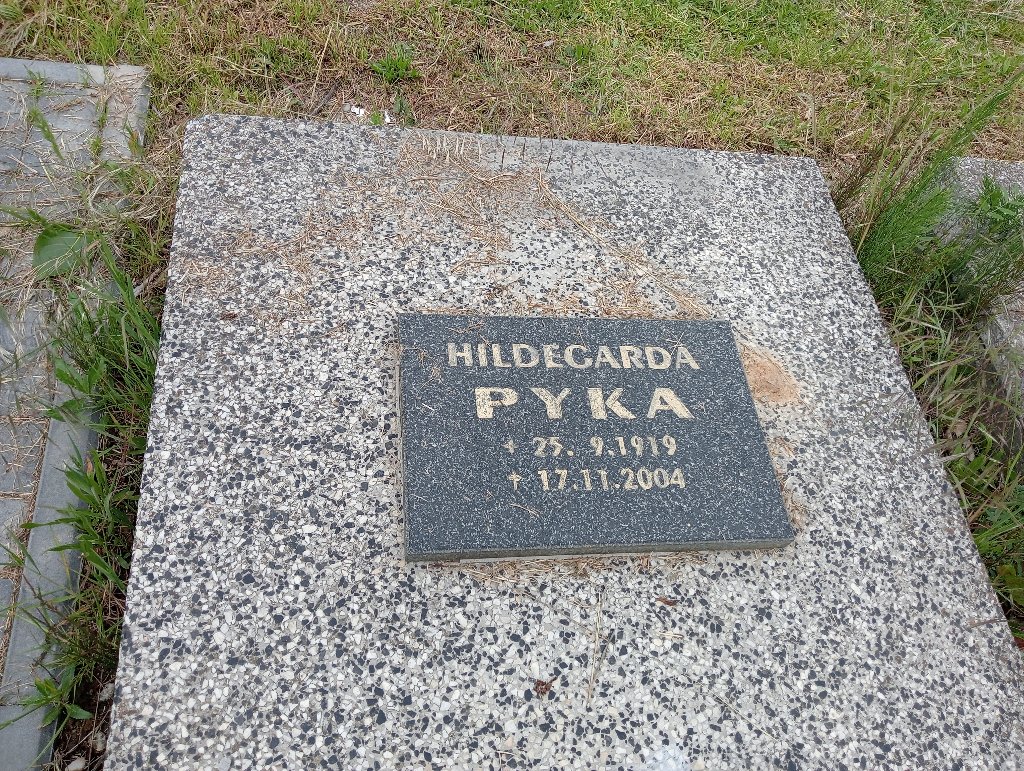 HILDEGARDA
PYKA
+ 25. 9.1919
† 17.11.2004